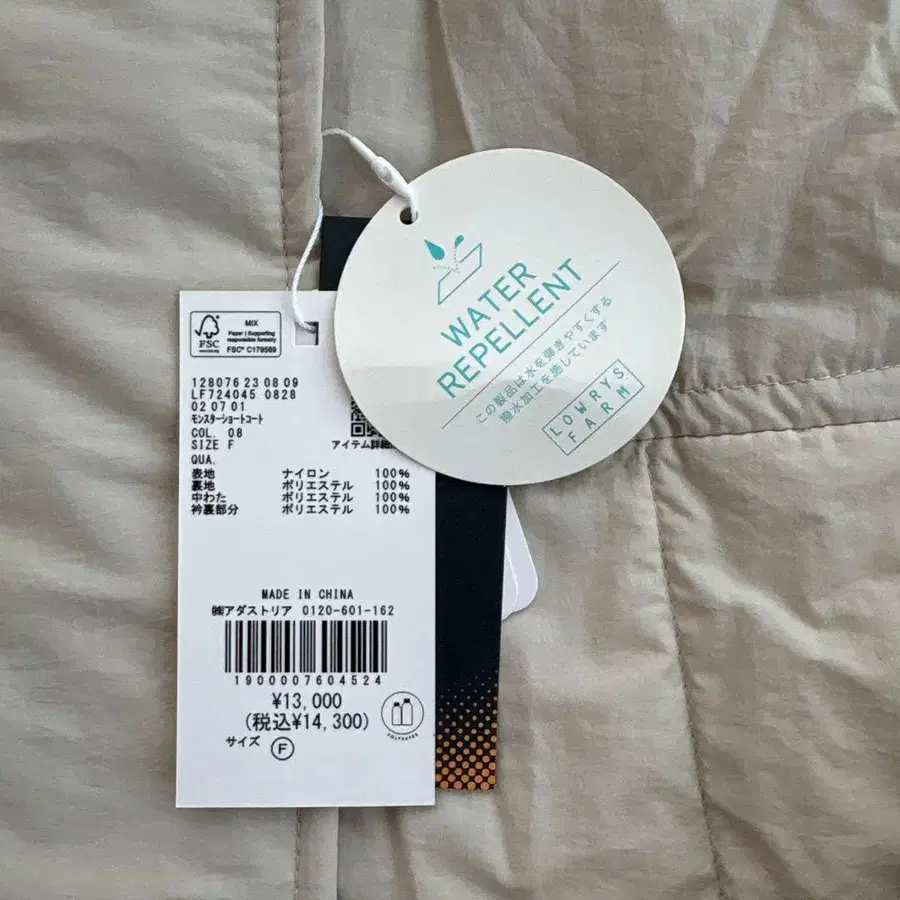 FSC
MIX
Paper | Supporting
responsible forestry
FSC® C179569
128076 23 08 09
LF724045 0828
02 07 01
モンスターショートコート
COL. 08
SIZE F
アイテム詳細
QUA.
表地 ナイロン 100%
裏地 ポリエステル 100%
中わた ポリエステル 100%
衿裏部分 ポリエステル 100%
MADE IN CHINA
㈱アダストリア 0120-601-162
1900007604524
¥13,000
(税込¥14,300)
サイズ F
WATER
REPELLENT
この製品は水を弾きやすくする
撥水加工を施しています
LOWRYS
FARM